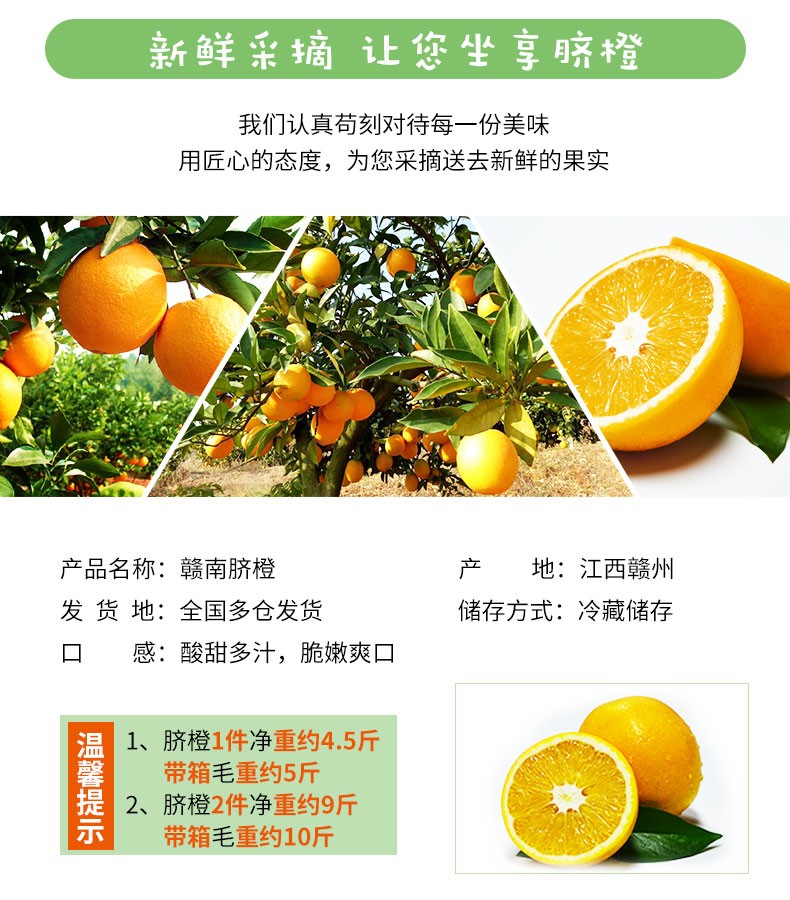 新鲜采摘 让您坐享脐橙
我们认真苟刻对待每一份美味
用匠心的态度，为您采摘送去新鲜的果实
产品名称：赣南脐橙
产 地：江西赣州
发 货 地：全国多仓发货
储存方式：冷藏储存
口 感：酸甜多汁，脆嫩爽口
温馨提示
1、脐橙1件净重约4.5斤
带箱毛重约5斤
2、脐橙2件净重约9斤
带箱毛重约10斤